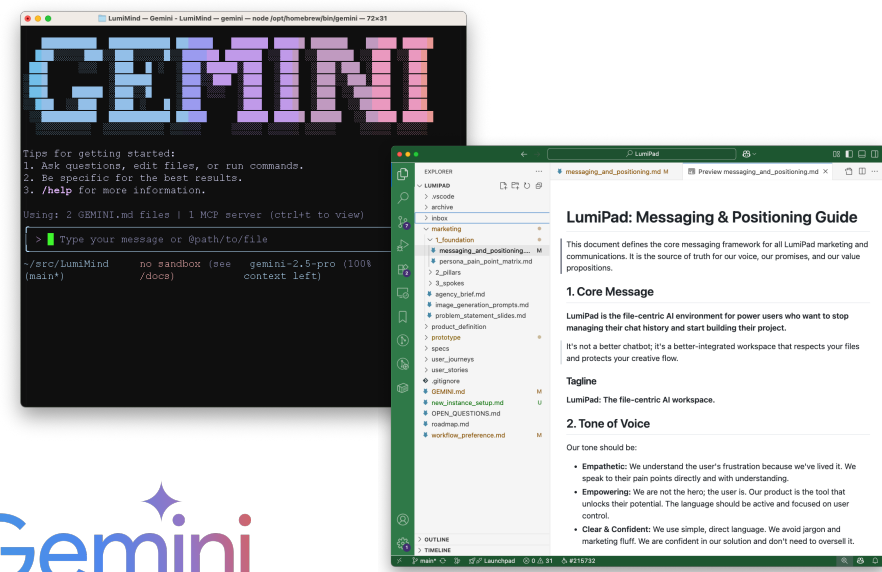 LumiMind — Gemini - LumiMind — gemini — node /opt/homebrew/bin/gemini — 72×31
GEMINI
Tips for getting started:
1. Ask questions, edit files, or run commands.
2. Be specific for the best results.
3. /help for more information.
Using: 2 GEMINI.md files | 1 MCP server (ctrl+t to view)
> Type your message or @path/to/file
~/src/LumiMind no sandbox (see gemini-2.5-pro (100%
(main*) /docs) context left)
LumiPad
EXPLORER
LUMIPAD
.vscode
archive
inbox
marketing
1_foundation
messaging_and_positioning.... M
persona_pain_point_matrix.md
2_pillars
3_spokes
agency_brief.md
image_generation_prompts.md
problem_statement_slides.md
product_definition
prototype
specs
user_journeys
user_stories
.gitignore
GEMINI.md M
new_instance_setup.md U
OPEN_QUESTIONS.md
roadmap.md
workflow_preference.md M
OUTLINE
TIMELINE
messaging_and_positioning.md M
Preview messaging_and_positioning.md
LumiPad: Messaging & Positioning Guide
This document defines the core messaging framework for all LumiPad marketing and
communications. It is the source of truth for our voice, our promises, and our value
propositions.
1. Core Message
LumiPad is the file-centric AI environment for power users who want to stop
managing their chat history and start building their project.
It's not a better chatbot; it's a better-integrated workspace that respects your files
and protects your creative flow.
Tagline
LumiPad: The file-centric AI workspace.
2. Tone of Voice
Our tone should be:
• Empathetic: We understand the user's frustration because we've lived it. We
speak to their pain points directly and with understanding.
• Empowering: We are not the hero; the user is. Our product is the tool that
unlocks their potential. The language should be active and focused on user
control.
• Clear & Confident: We use simple, direct language. We avoid jargon and
marketing fluff. We are confident in our solution and don't need to oversell it.
main* Launchpad 0 31 #215732
Gemini